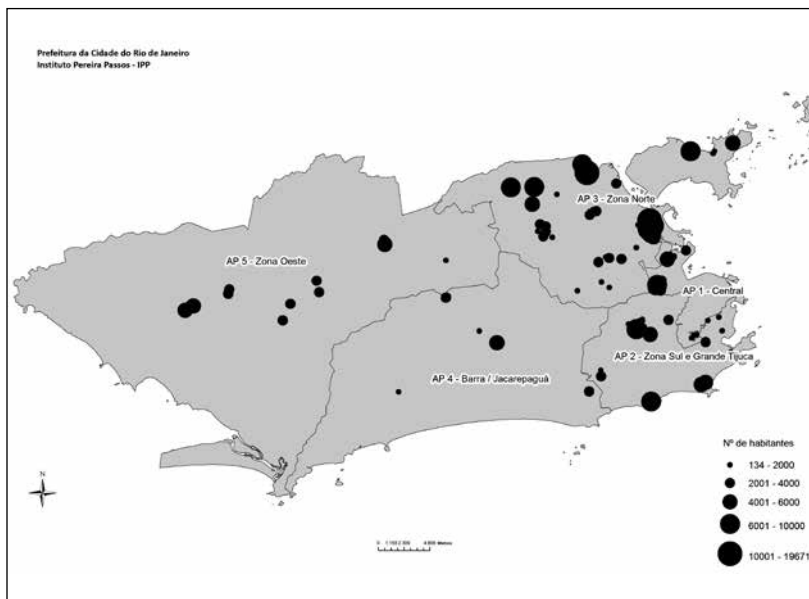 Prefeitura da Cidade do Rio de Janeiro
Instituto Pereira Passos - IPP
AP 3 - Zona Norte
AP 5 - Zona Oeste
AP 1 - Central
AP 2 - Zona Sul e Grande Tijuca
AP 4 - Barra / Jacarepaguá
Nº de habitantes
134 - 2000
2001 - 4000
4001 - 6000
6001 - 10000
10001 - 19671
N
0